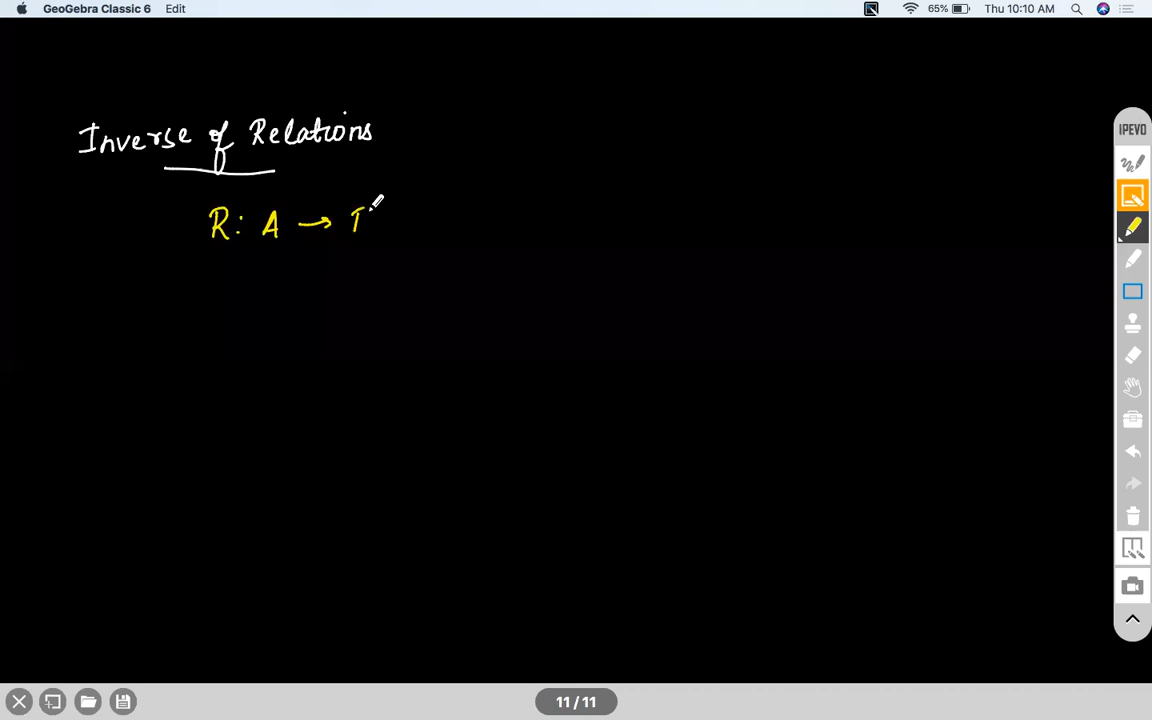 GeoGebra Classic 6 Edit 65% Thu 10:10 AM
Inverse of Relations
R: A →
IPEVO
11/11